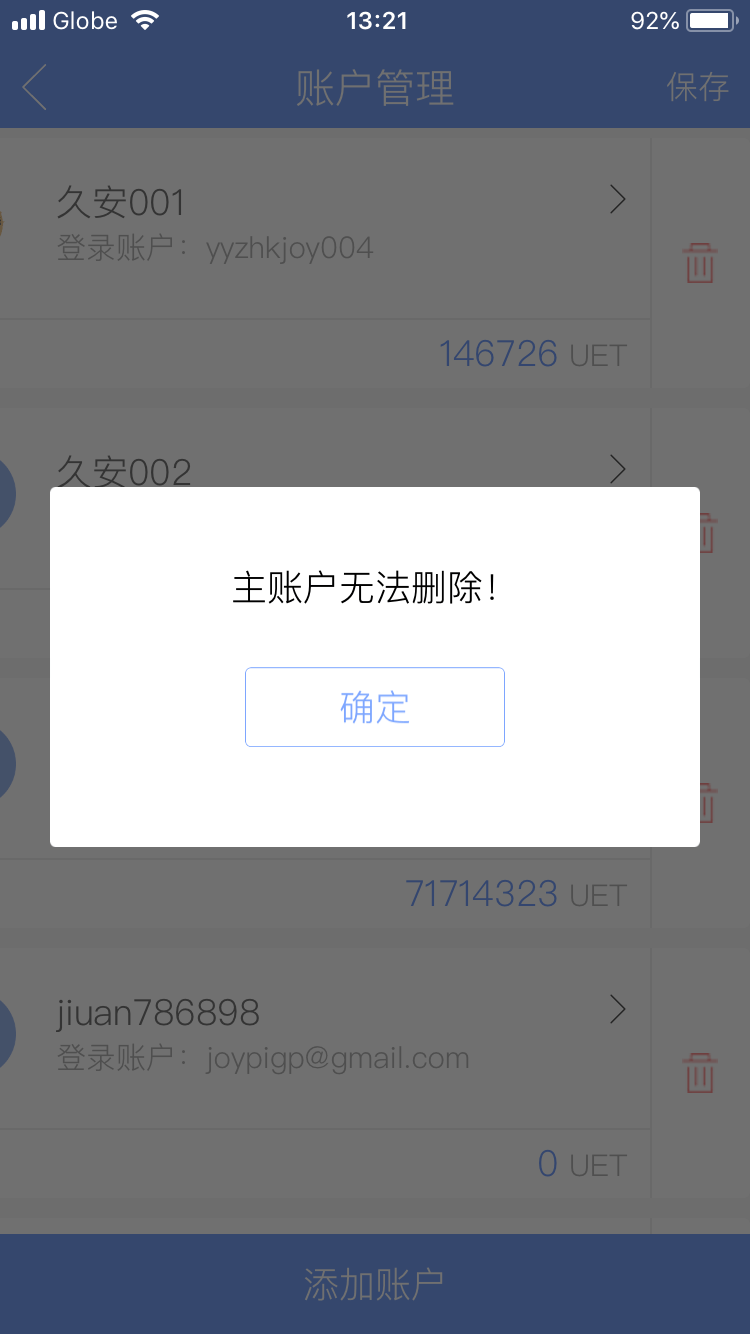 Globe 13:21 92%
账户管理 保存
久安001
登录账户：yyzhkjoy004
146726 UET
久安002
主账户无法删除！
确定
71714323 UET
jiuan786898
登录账户：joypigp@gmail.com
0 UET
添加账户